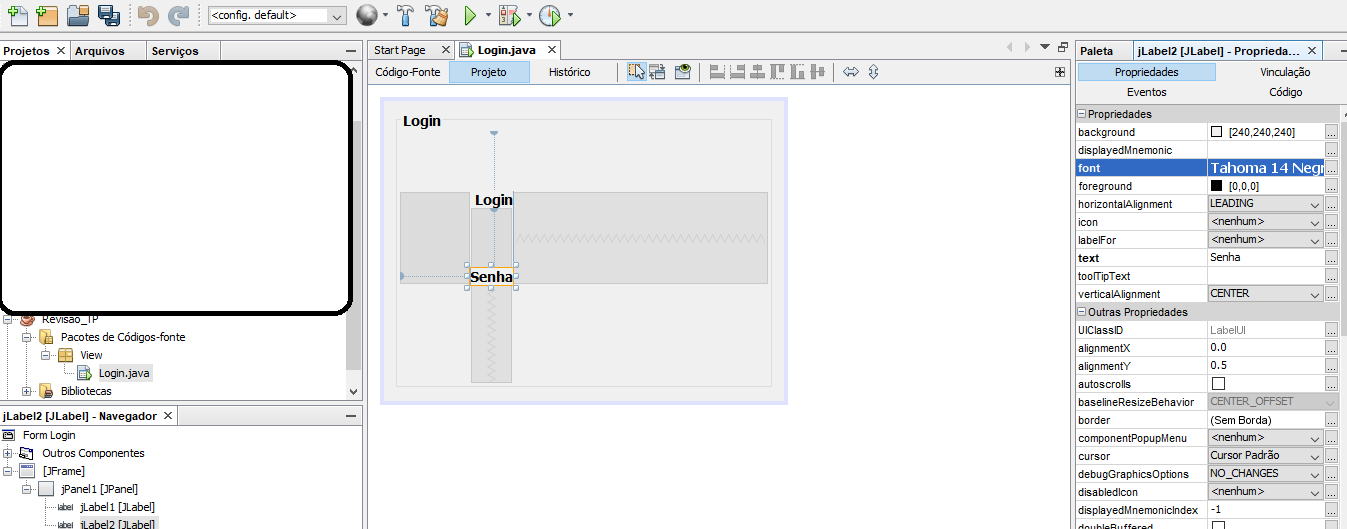 <config. default>
Projetos
Arquivos
Serviços
Revisão_TP
Pacotes de Códigos-fonte
View
Login.java
Bibliotecas
jLabel2 [JLabel] - Navegador
Form Login
Outros Componentes
[JFrame]
jPanel1 [JPanel]
jLabel1 [JLabel]
jLabel2 [JLabel]
Start Page
Login.java
Código-Fonte
Projeto
Histórico
Login
Login
Senha
Paleta
jLabel2 [JLabel] - Proprieda...
Propriedades
Vinculação
Eventos
Código
Propriedades
background [240,240,240] ...
displayedMnemonic ...
font Tahoma 14 Negr ...
foreground [0,0,0] ...
horizontalAlignment LEADING ...
icon <nenhum> ...
labelFor <nenhum> ...
text Senha ...
toolTipText ...
verticalAlignment CENTER ...
Outras Propriedades
UIClassID LabelUI ...
alignmentX 0.0 ...
alignmentY 0.5 ...
autoscrolls ...
baselineResizeBehavior CENTER_OFFSET ...
border (Sem Borda) ...
componentPopupMenu <nenhum> ...
cursor Cursor Padrão ...
debugGraphicsOptions NO_CHANGES ...
disabledIcon <nenhum> ...
displayedMnemonicIndex -1 ...
doubleBuffered